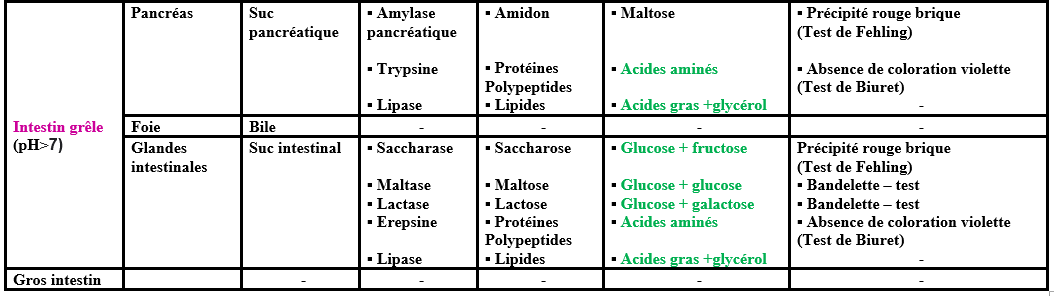 Pancréas
Suc
pancréatique
▪ Amylase
pancréatique
▪ Amidon
▪ Maltose
▪ Précipité rouge brique
(Test de Fehling)
▪ Trypsine
▪ Protéines
Polypeptides
▪ Acides aminés
▪ Absence de coloration violette
(Test de Biuret)
▪ Lipase
▪ Lipides
▪ Acides gras +glycérol
-
Intestin grêle
(pH>7)
Foie
Bile
-
-
-
-
Glandes
intestinales
Suc intestinal
▪ Saccharase
▪ Saccharose
▪ Glucose + fructose
Précipité rouge brique
(Test de Fehling)
▪ Maltase
▪ Maltose
▪ Glucose + glucose
▪ Bandelette – test
▪ Lactase
▪ Lactose
▪ Glucose + galactose
▪ Bandelette – test
▪ Erepsine
▪ Protéines
Polypeptides
▪ Acides aminés
▪ Absence de coloration violette
(Test de Biuret)
▪ Lipase
▪ Lipides
▪ Acides gras +glycérol
-
Gros intestin
-
-
-
-
-